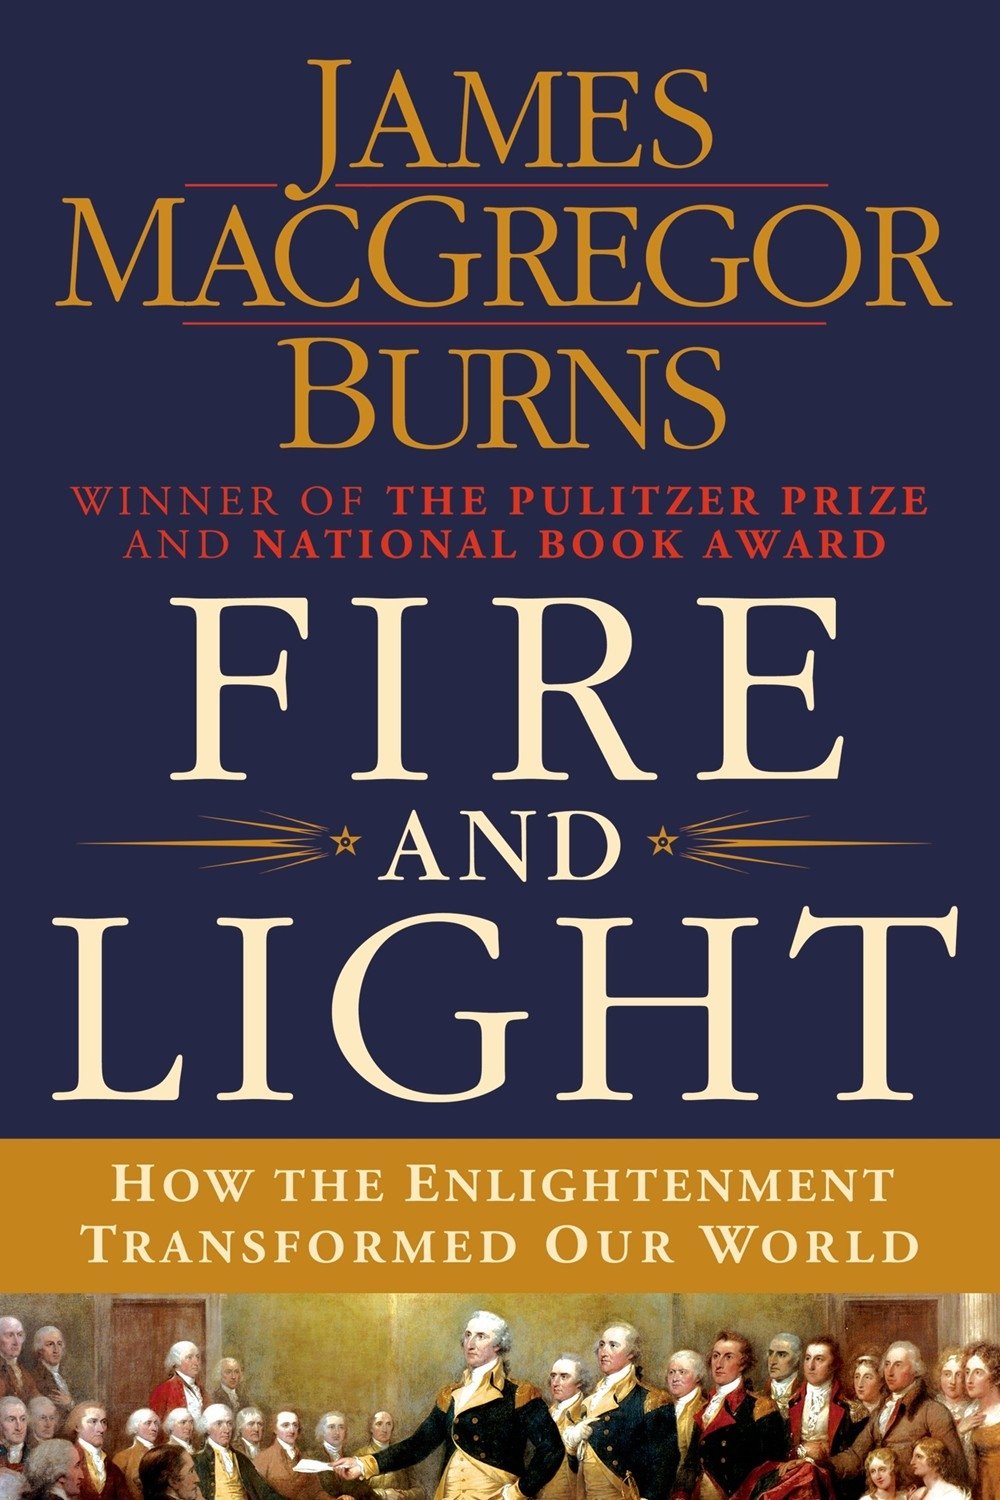 JAMES
MACGREGOR
BURNS
WINNER OF THE PULITZER PRIZE
AND NATIONAL BOOK AWARD
FIRE
AND
LIGHT
HOW THE ENLIGHTENMENT
TRANSFORMED OUR WORLD